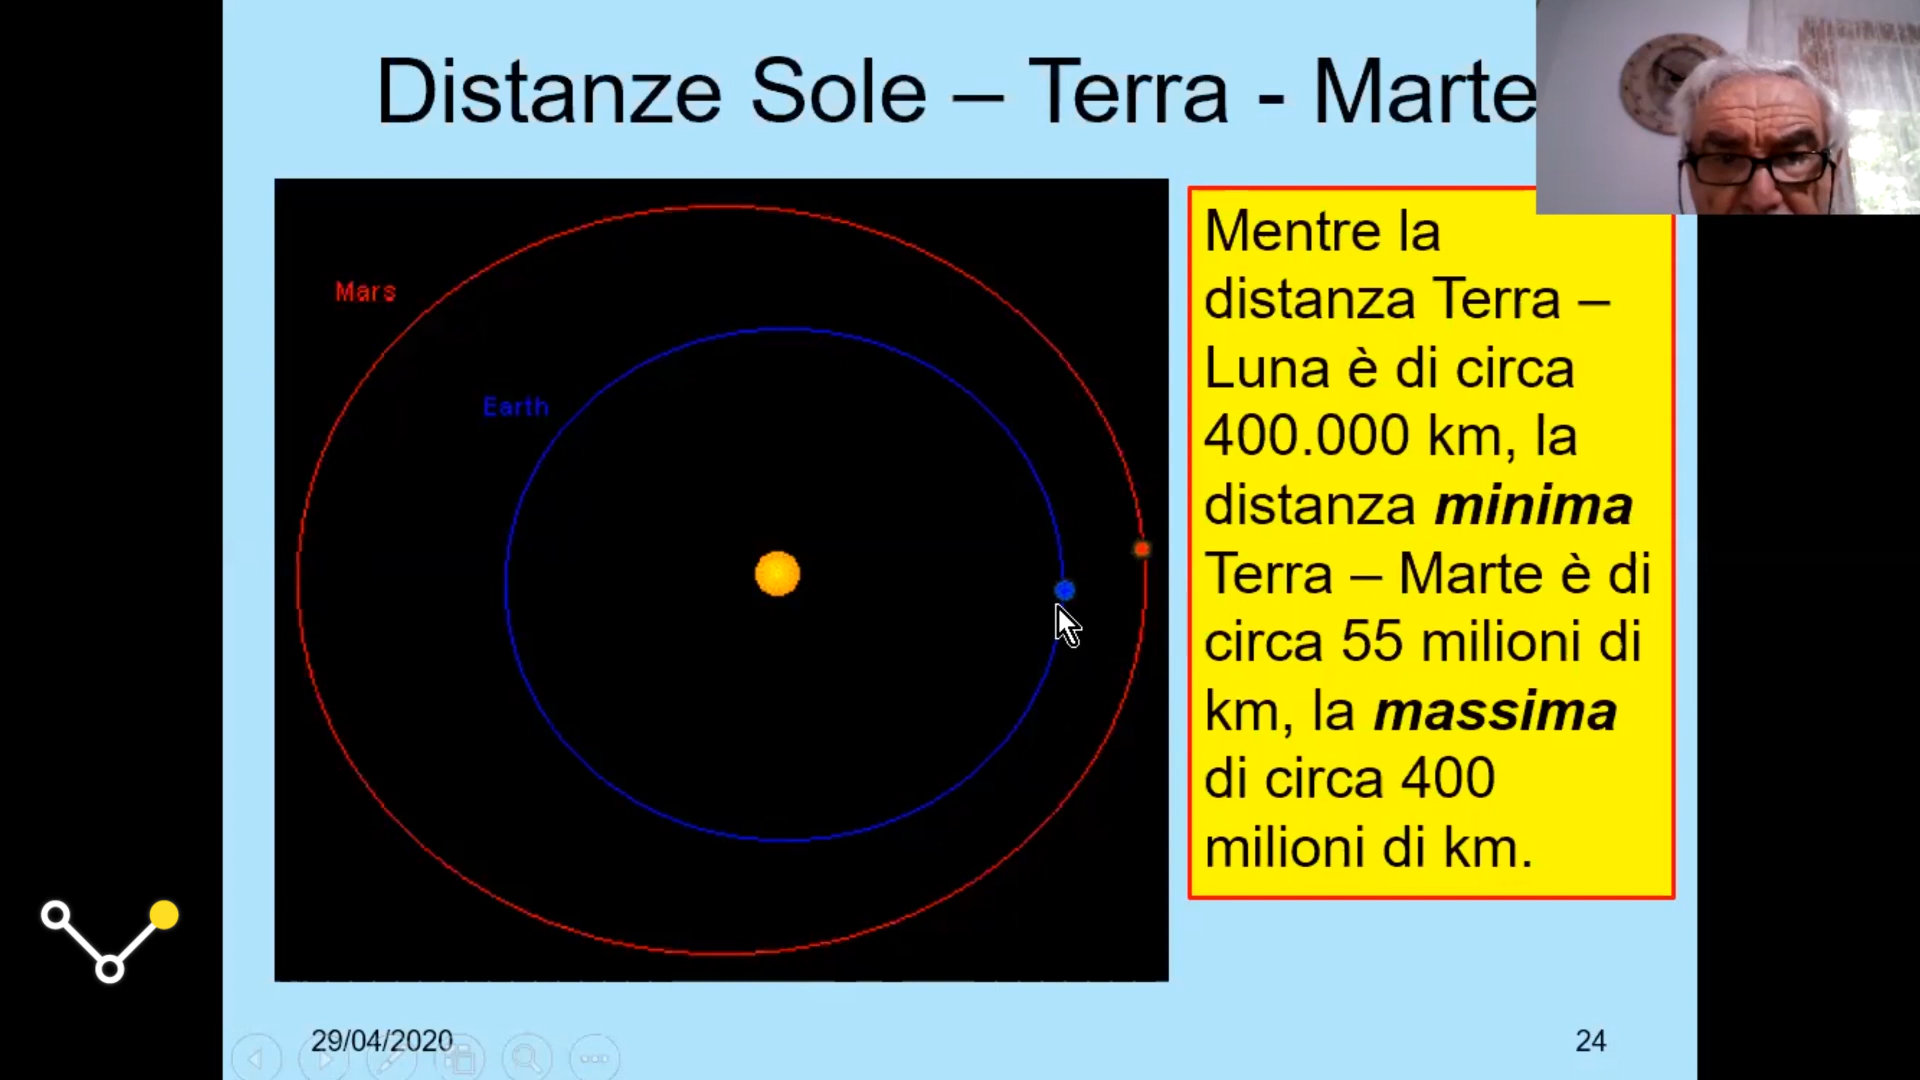 Distanze Sole – Terra - Marte
Mars
Earth
Mentre la
distanza Terra –
Luna è di circa
400.000 km, la
distanza minima
Terra – Marte è di
circa 55 milioni di
km, la massima
di circa 400
milioni di km.
29/04/2020
24